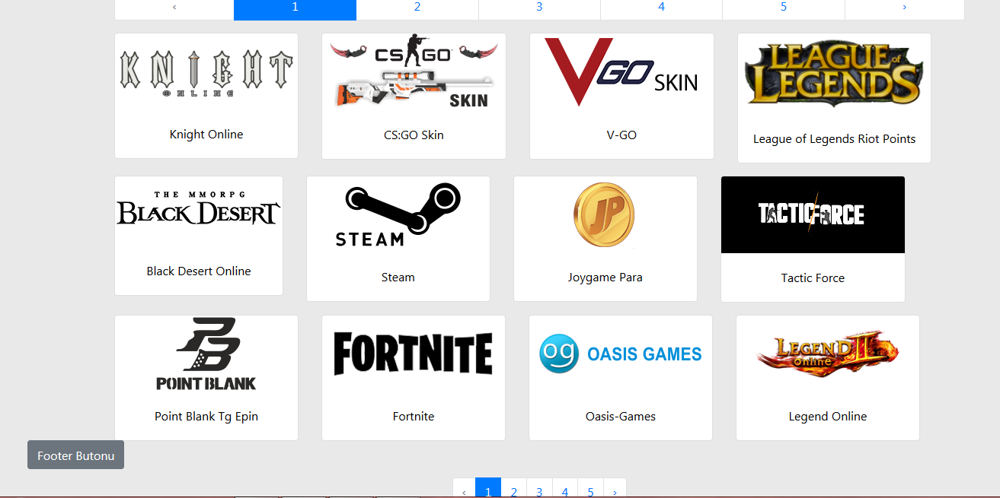 ‹ 1 2 3 4 5 ›
KNIGHT
ONLINE
Knight Online
CS GO
SKIN
CS:GO Skin
VGO SKIN
V-GO
LEAGUE of
LEGENDS
League of Legends Riot Points
THE MMORPG
BLACK DESERT
Black Desert Online
STEAM
Steam
JP
Joygame Para
TACTICFORCE
Tactic Force
PB
POINT BLANK
Point Blank Tg Epin
FORTNITE
Fortnite
og OASIS GAMES
Oasis-Games
LEGEND II
Online
Legend Online
Footer Butonu
‹ 1 2 3 4 5 ›